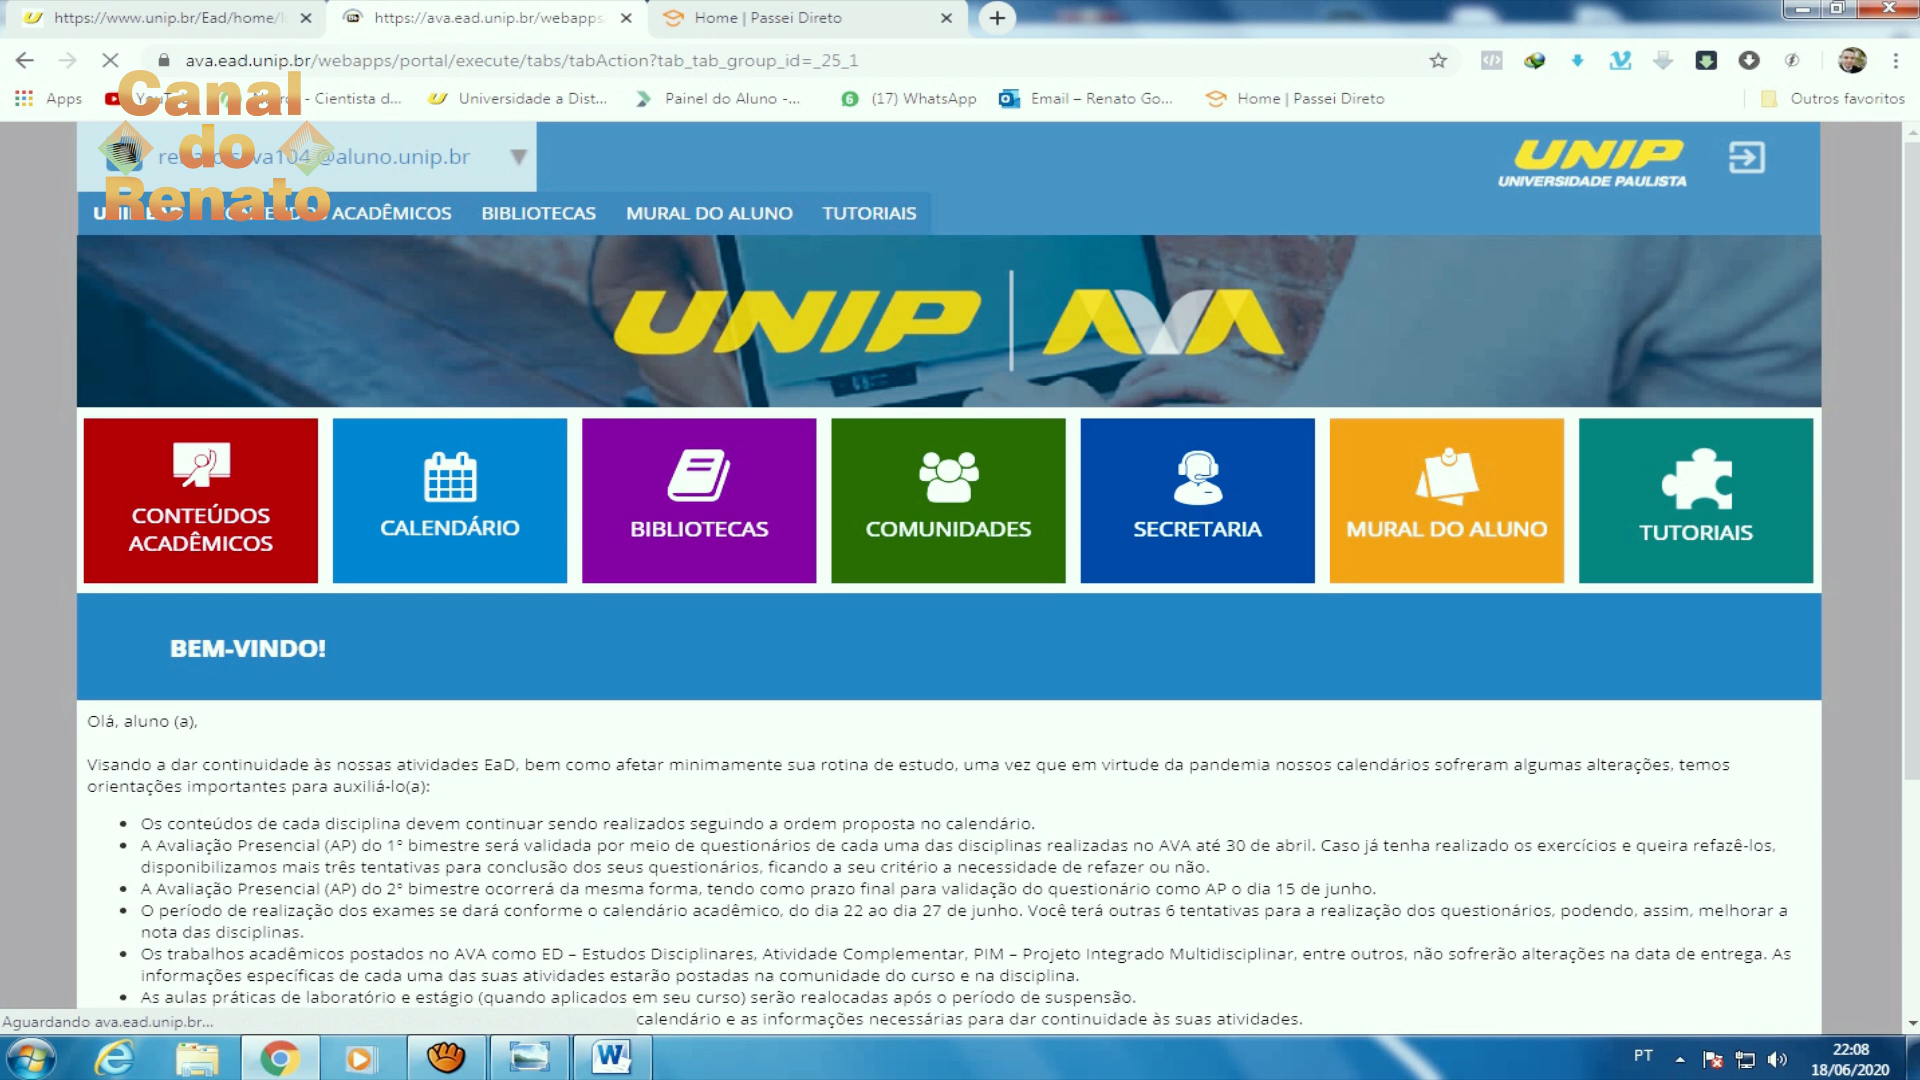 https://www.unip.br/Ead/home/
https://ava.ead.unip.br/webapps
Home | Passei Direto
ava.ead.unip.br/webapps/portal/execute/tabs/tabAction?tab_tab_group_id=_25_1
Apps
- Cientista d...
Universidade a Dist...
Painel do Aluno -...
(17) WhatsApp
Email – Renato Go...
Home | Passei Direto
Outros favoritos
Canal
do
Renato
@aluno.unip.br
UNIP
UNIVERSIDADE PAULISTA
ACADÊMICOS
BIBLIOTECAS
MURAL DO ALUNO
TUTORIAIS
UNIP | AVA
CONTEÚDOS
ACADÊMICOS
CALENDÁRIO
BIBLIOTECAS
COMUNIDADES
SECRETARIA
MURAL DO ALUNO
TUTORIAIS
BEM-VINDO!
Olá, aluno (a),
Visando a dar continuidade às nossas atividades EaD, bem como afetar minimamente sua rotina de estudo, uma vez que em virtude da pandemia nossos calendários sofreram algumas alterações, temos
orientações importantes para auxiliá-lo(a):
• Os conteúdos de cada disciplina devem continuar sendo realizados seguindo a ordem proposta no calendário.
• A Avaliação Presencial (AP) do 1º bimestre será validada por meio de questionários de cada uma das disciplinas realizadas no AVA até 30 de abril. Caso já tenha realizado os exercícios e queira refazê-los,
disponibilizamos mais três tentativas para conclusão dos seus questionários, ficando a seu critério a necessidade de refazer ou não.
• A Avaliação Presencial (AP) do 2º bimestre ocorrerá da mesma forma, tendo como prazo final para validação do questionário como AP o dia 15 de junho.
• O período de realização dos exames se dará conforme o calendário acadêmico, do dia 22 ao dia 27 de junho. Você terá outras 6 tentativas para a realização dos questionários, podendo, assim, melhorar a
nota das disciplinas.
• Os trabalhos acadêmicos postados no AVA como ED – Estudos Disciplinares, Atividade Complementar, PIM – Projeto Integrado Multidisciplinar, entre outros, não sofrerão alterações na data de entrega. As
informações específicas de cada uma das suas atividades estarão postadas na comunidade do curso e na disciplina.
• As aulas práticas de laboratório e estágio (quando aplicados em seu curso) serão realocadas após o período de suspensão.
calendário e as informações necessárias para dar continuidade às suas atividades.
Aguardando ava.ead.unip.br...
PT
22:08
18/06/2020